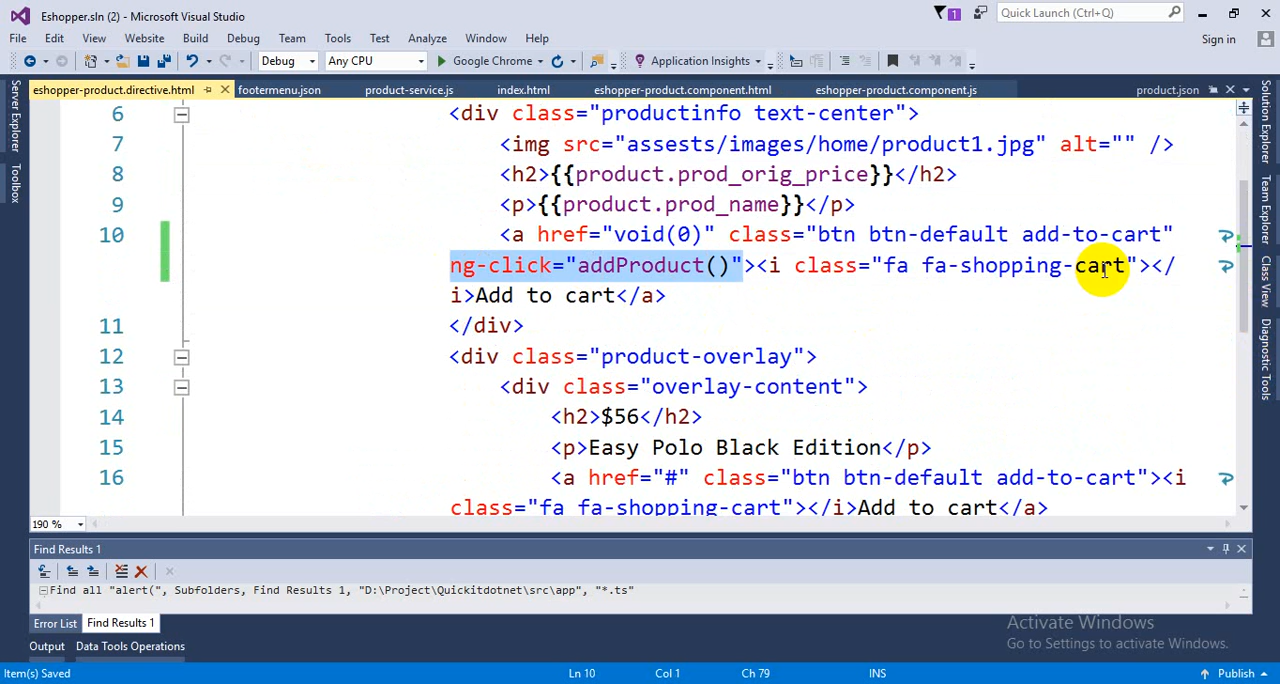 Eshopper.sln (2) - Microsoft Visual Studio
1
Quick Launch (Ctrl+Q)
File Edit View Website Build Debug Team Tools Test Analyze Window Help
Sign in
Debug Any CPU Google Chrome Application Insights
eshopper-product.directive.html footermenu.json product-service.js index.html eshopper-product.component.html eshopper-product.component.js product.json
Server Explorer
Toolbox
6 <div class="productinfo text-center">
7 <img src="assests/images/home/product1.jpg" alt="" />
8 <h2>{{product.prod_orig_price}}</h2>
9 <p>{{product.prod_name}}</p>
10 <a href="void(0)" class="btn btn-default add-to-cart"
ng-click="addProduct()"><i class="fa fa-shopping-cart"></
i>Add to cart</a>
11 </div>
12 <div class="product-overlay">
13 <div class="overlay-content">
14 <h2>$56</h2>
15 <p>Easy Polo Black Edition</p>
16 <a href="#" class="btn btn-default add-to-cart"><i
class="fa fa-shopping-cart"></i>Add to cart</a>
Solution Explorer
Team Explorer
Class View
Diagnostic Tools
190 %
Find Results 1
Find all "alert(", Subfolders, Find Results 1, "D:\Project\Quickitdotnet\src\app", "*.ts"
Error List Find Results 1
Output Data Tools Operations
Activate Windows
Go to Settings to activate Windows.
Item(s) Saved Ln 10 Col 1 Ch 79 INS Publish